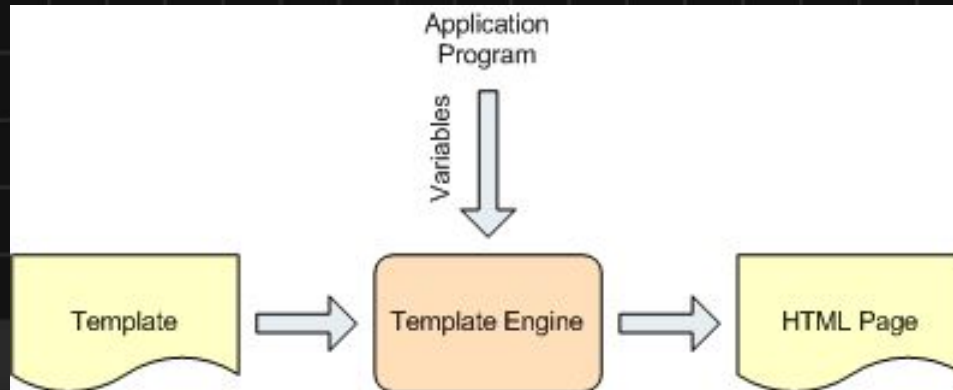 Application
Program
Variables
Template
Template Engine
HTML Page